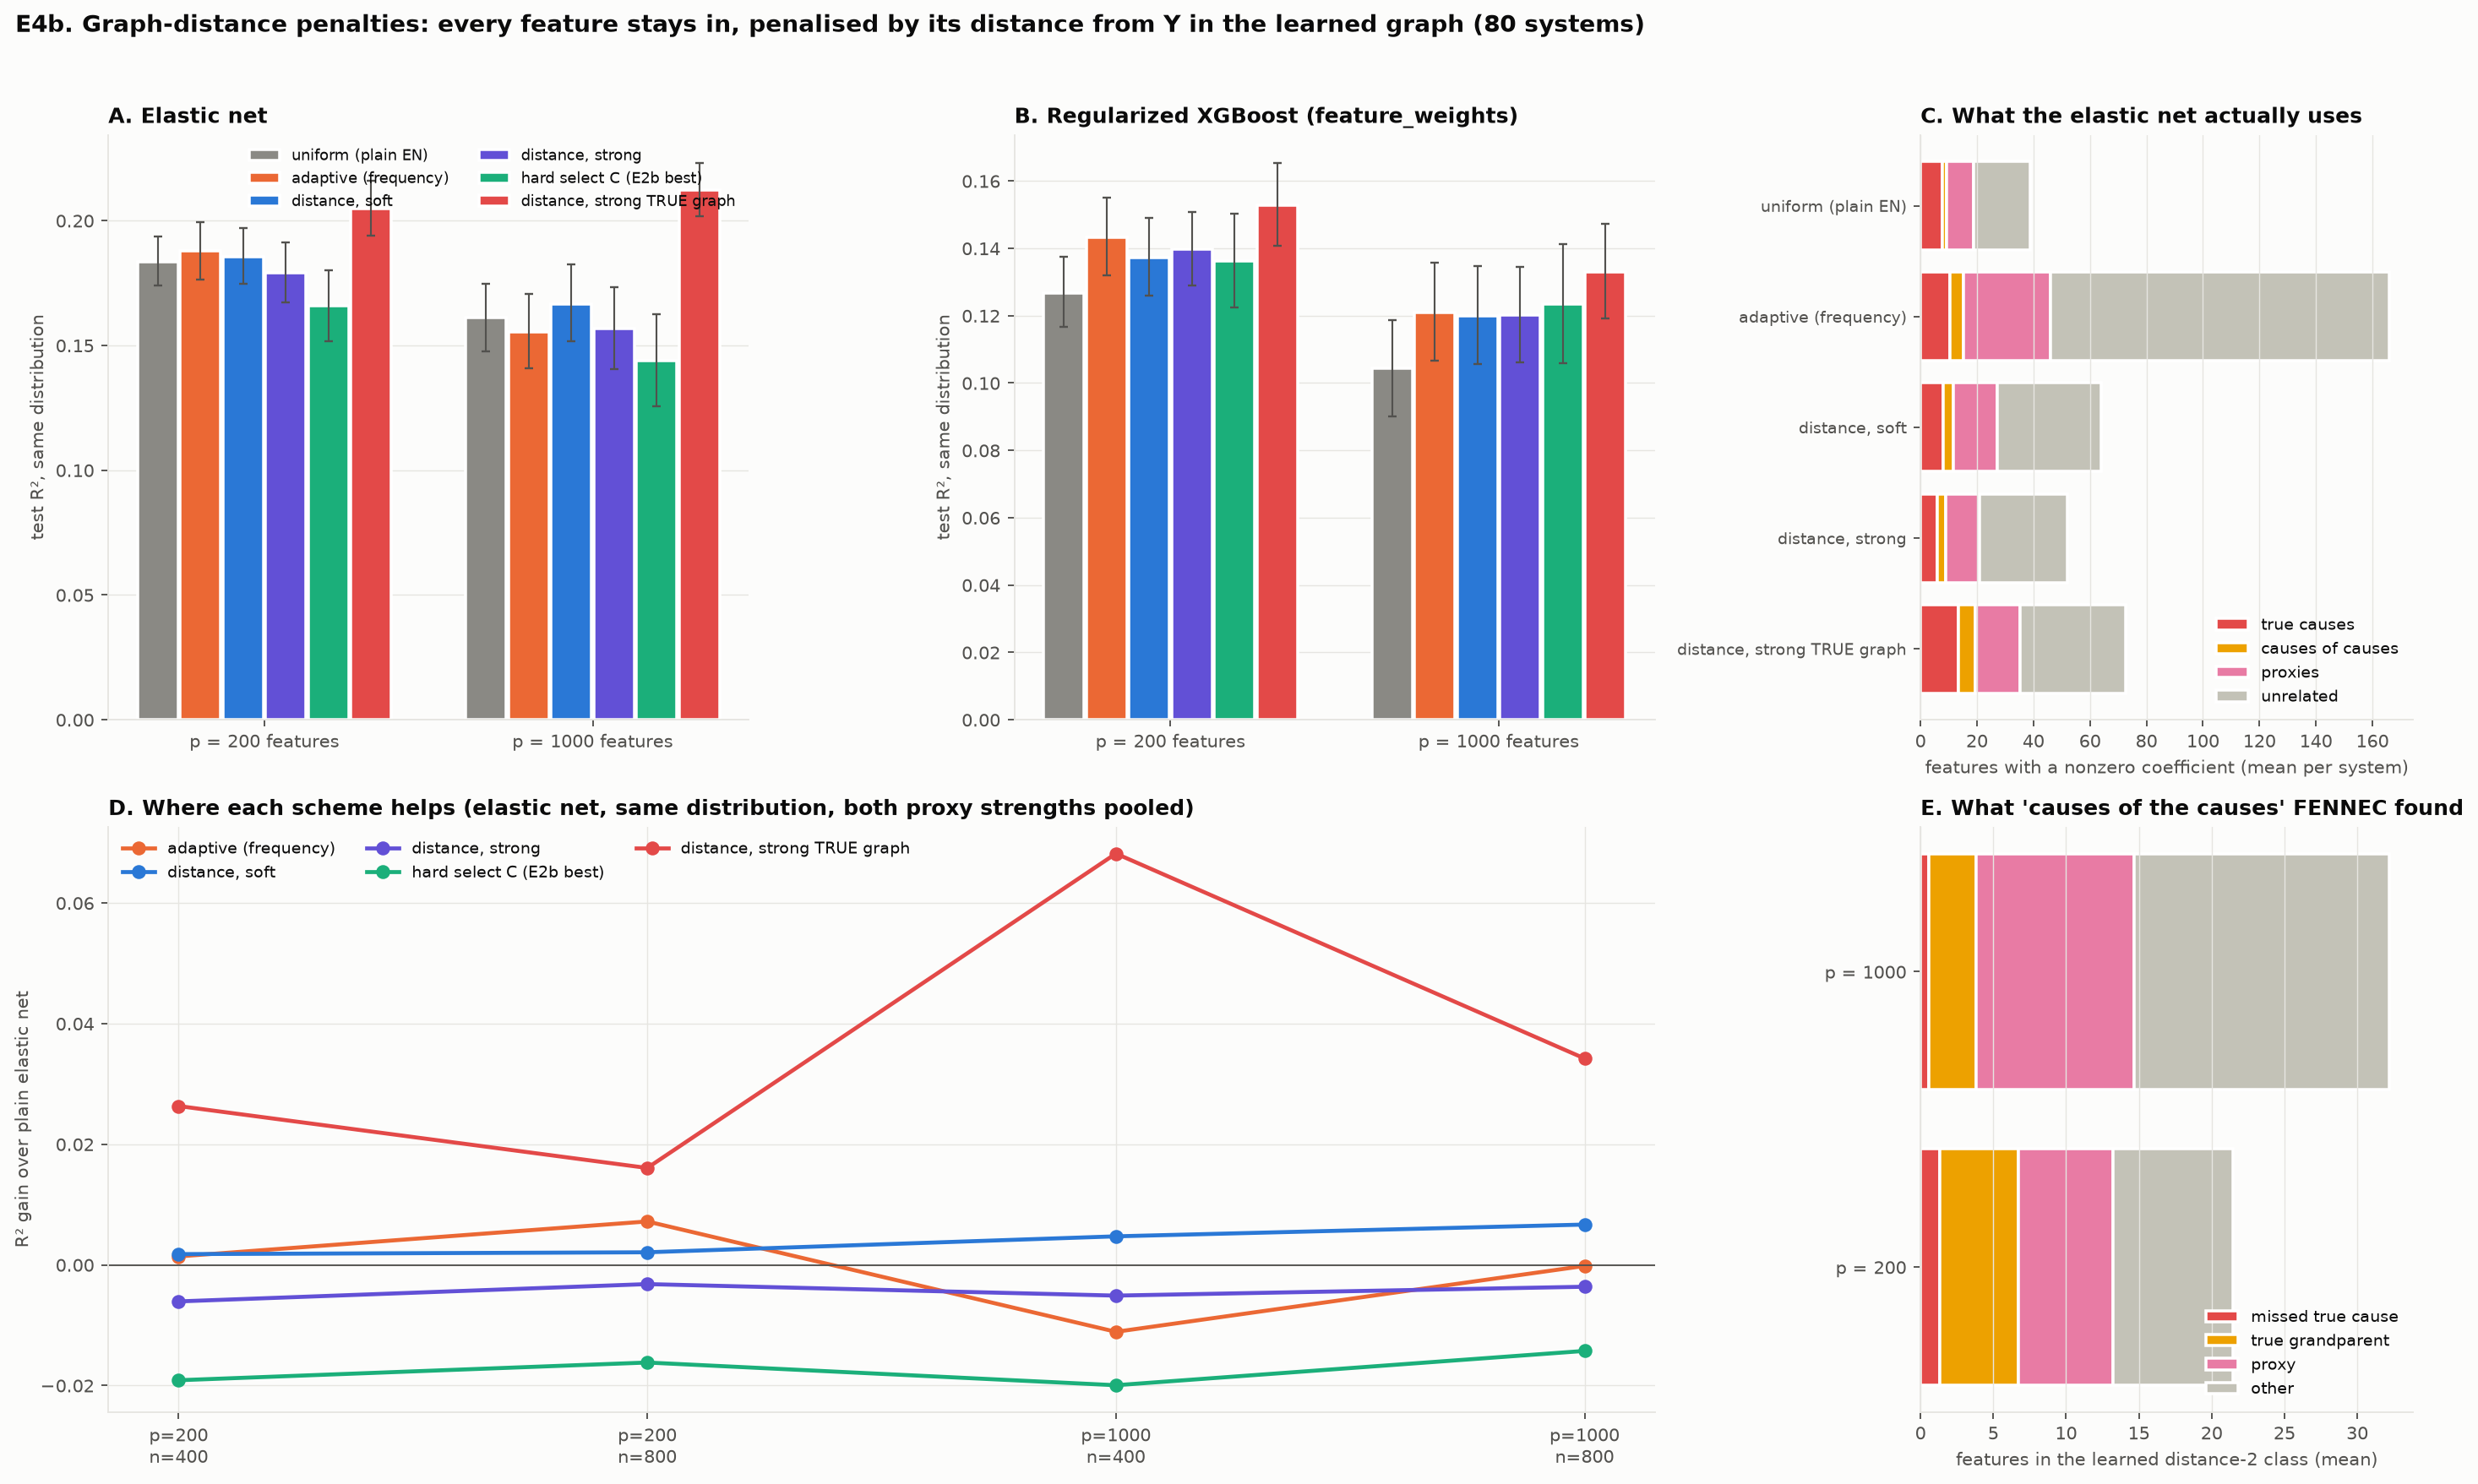 E4b. Graph-distance penalties: every feature stays in, penalised by its distance from Y in the learned graph (80 systems)
A. Elastic net
uniform (plain EN)
adaptive (frequency)
distance, soft
distance, strong
hard select C (E2b best)
distance, strong TRUE graph
test R², same distribution
0.20
0.15
0.10
0.05
0.00
p = 200 features
p = 1000 features
B. Regularized XGBoost (feature_weights)
test R², same distribution
0.16
0.14
0.12
0.10
0.08
0.06
0.04
0.02
0.00
p = 200 features
p = 1000 features
C. What the elastic net actually uses
uniform (plain EN)
adaptive (frequency)
distance, soft
distance, strong
distance, strong TRUE graph
true causes
causes of causes
proxies
unrelated
0 20 40 60 80 100 120 140 160
features with a nonzero coefficient (mean per system)
D. Where each scheme helps (elastic net, same distribution, both proxy strengths pooled)
adaptive (frequency)
distance, soft
distance, strong
hard select C (E2b best)
distance, strong TRUE graph
R² gain over plain elastic net
0.06
0.04
0.02
0.00
−0.02
p=200
n=400
p=200
n=800
p=1000
n=400
p=1000
n=800
E. What 'causes of the causes' FENNEC found
p = 1000
p = 200
missed true cause
true grandparent
proxy
other
0 5 10 15 20 25 30
features in the learned distance-2 class (mean)